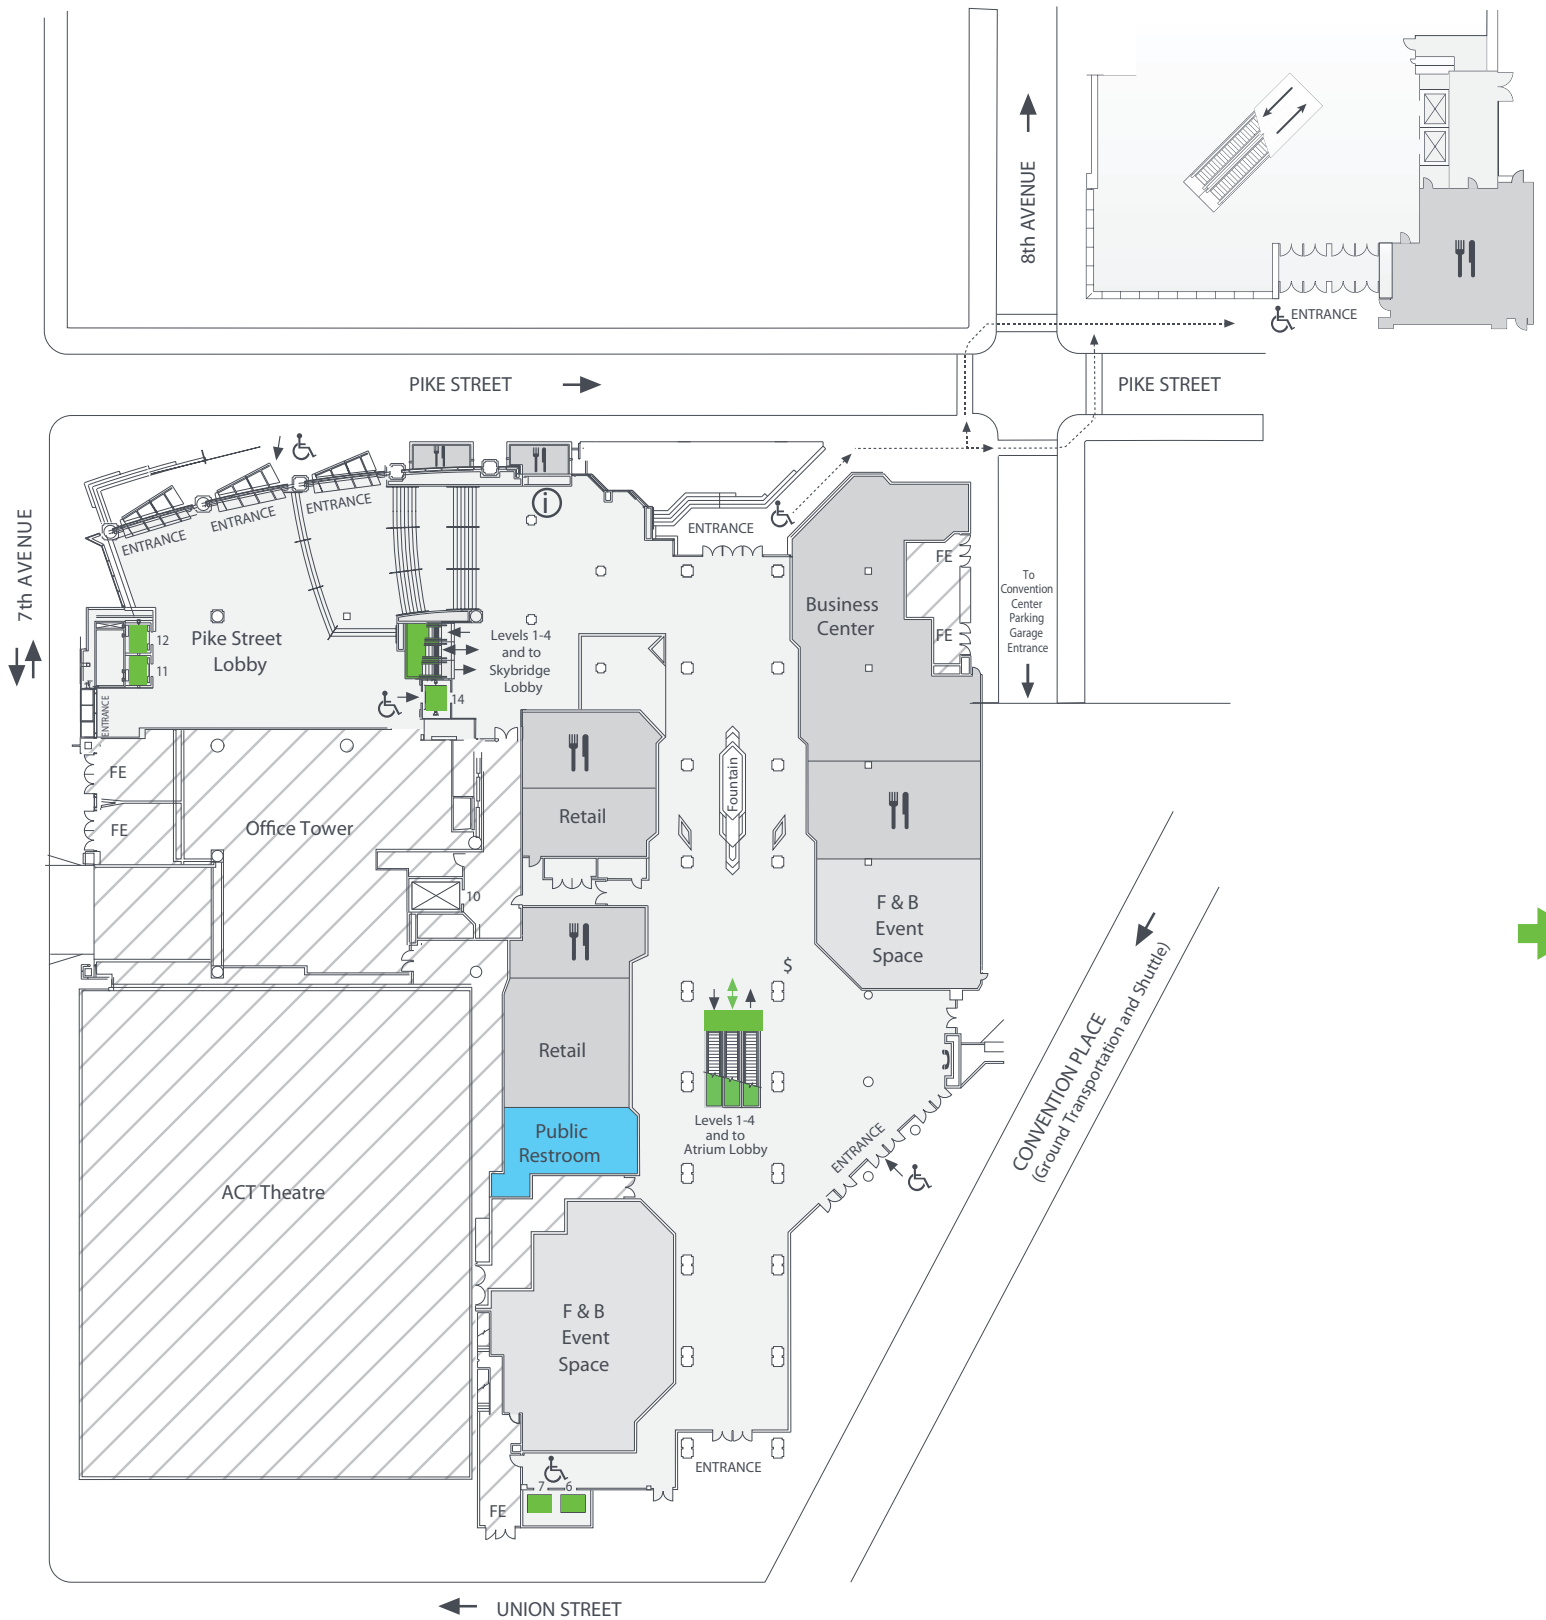 8th AVENUE
ENTRANCE
PIKE STREET
PIKE STREET
7th AVENUE
ENTRANCE
ENTRANCE
ENTRANCE
i
ENTRANCE
FE
FE
Business
Center
To
Convention
Center
Parking
Garage
Entrance
12
11
Pike Street
Lobby
Levels 1-4
and to
Skybridge
Lobby
14
ENTRANCE
FE
FE
Office Tower
10
Retail
Fountain
F & B
Event
Space
$
Retail
Levels 1-4
and to
Atrium Lobby
Public
Restroom
ENTRANCE
CONVENTION PLACE
(Ground Transportation and Shuttle)
ACT Theatre
F & B
Event
Space
ENTRANCE
7
6
FE
UNION STREET